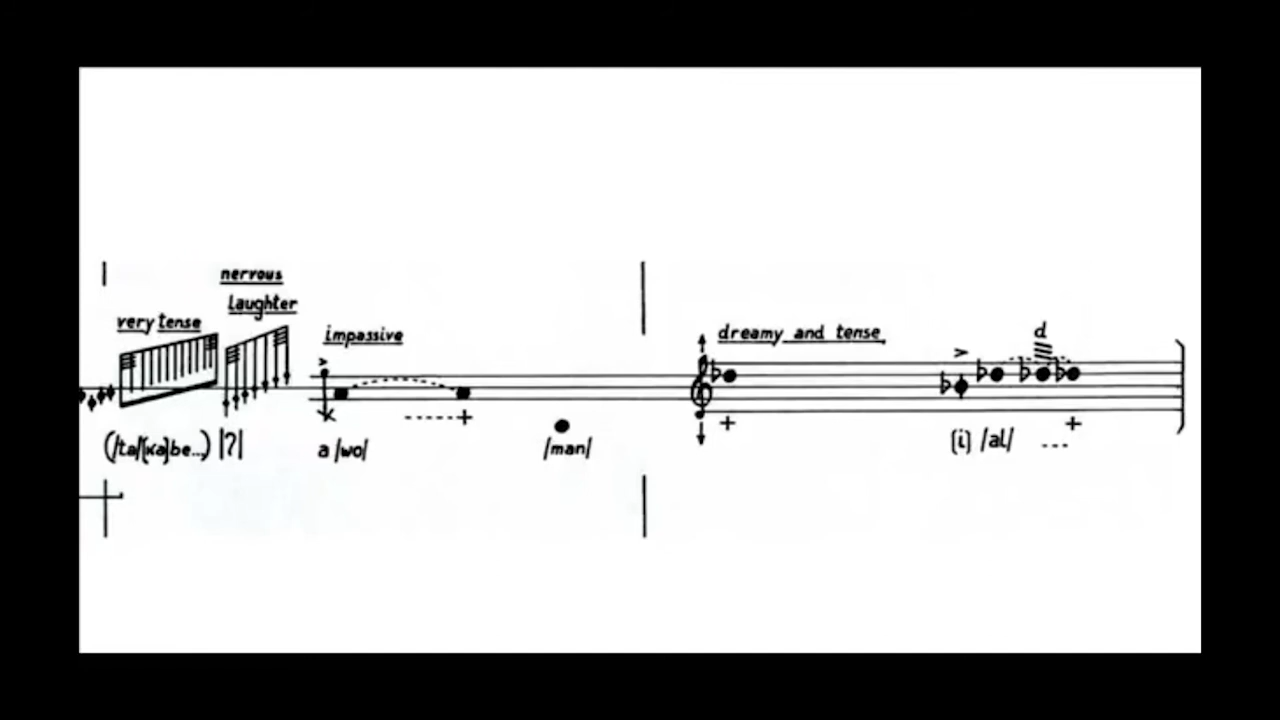 nervous
laughter
very tense
impassive
dreamy and tense
d
(/ta/[ka]be...) |?|
a /wo/
/man/
[i] /al/ ---